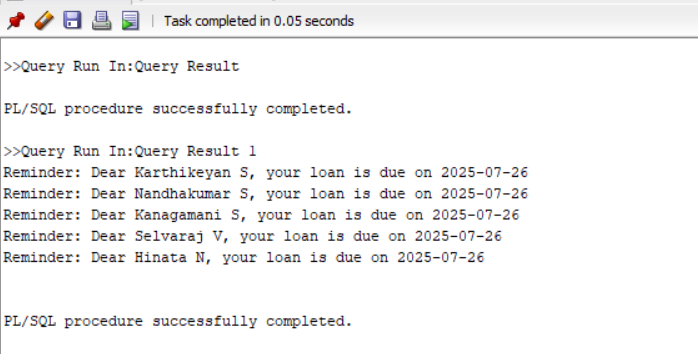 Task completed in 0.05 seconds
>>Query Run In:Query Result
PL/SQL procedure successfully completed.
>>Query Run In:Query Result 1
Reminder: Dear Karthikeyan S, your loan is due on 2025-07-26
Reminder: Dear Nandhakumar S, your loan is due on 2025-07-26
Reminder: Dear Kanagamani S, your loan is due on 2025-07-26
Reminder: Dear Selvaraj V, your loan is due on 2025-07-26
Reminder: Dear Hinata N, your loan is due on 2025-07-26
PL/SQL procedure successfully completed.